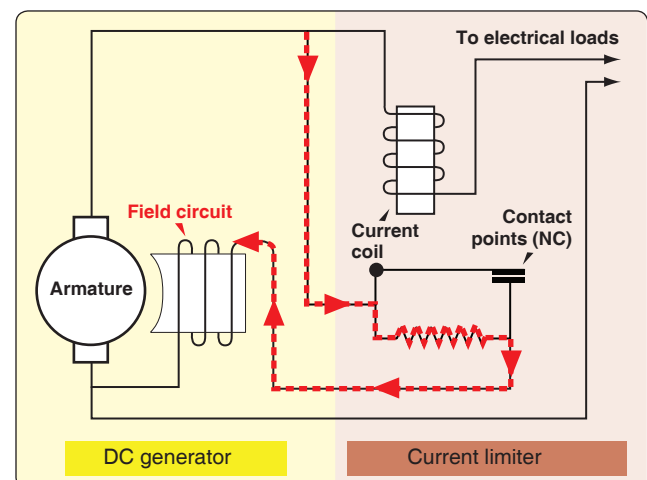 To electrical loads
Field circuit
Current
coil
Contact
points (NC)
Armature
DC generator
Current limiter